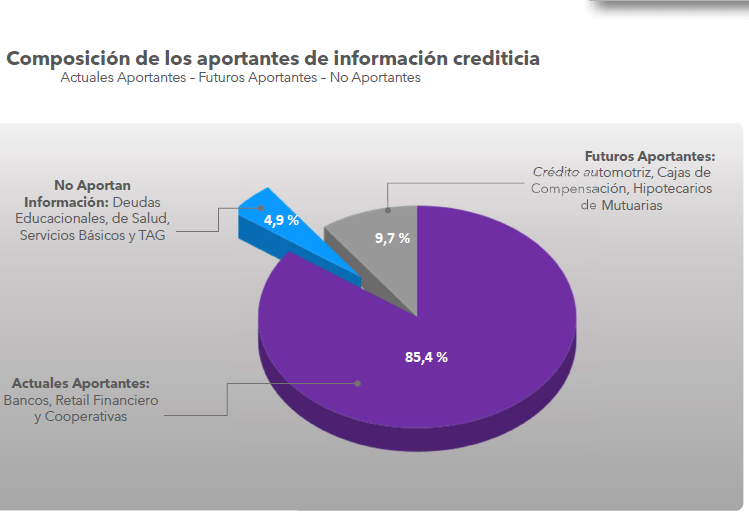 Composición de los aportantes de información crediticia
Actuales Aportantes – Futuros Aportantes – No Aportantes
No Aportan
Información: Deudas
Educacionales, de Salud,
Servicios Básicos y TAG
4,9 %
Futuros Aportantes:
Crédito automotriz, Cajas de
Compensación, Hipotecarios
de Mutuarias
9,7 %
85,4 %
Actuales Aportantes:
Bancos, Retail Financiero
y Cooperativas